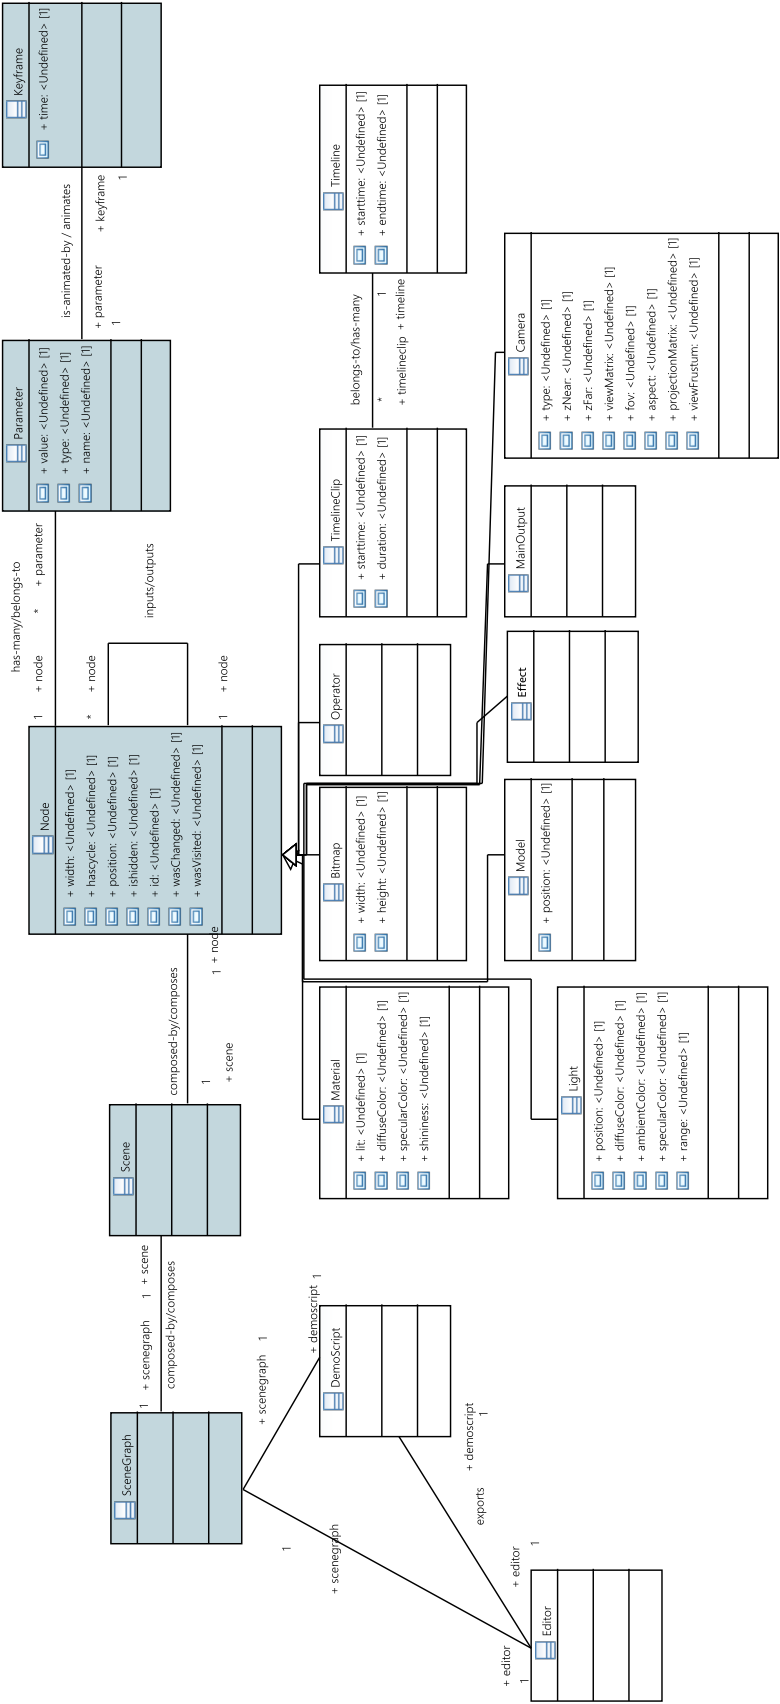 Keyframe
+ time: <Undefined> [1]
is-animated-by / animates
+ keyframe
1
+ parameter
1
Parameter
+ value: <Undefined> [1]
+ type: <Undefined> [1]
+ name: <Undefined> [1]
has-many/belongs-to
+ parameter
*
+ node
1
inputs/outputs
+ node
*
+ node
1
Node
+ width: <Undefined> [1]
+ hascycle: <Undefined> [1]
+ position: <Undefined> [1]
+ ishidden: <Undefined> [1]
+ id: <Undefined> [1]
+ wasChanged: <Undefined> [1]
+ wasVisited: <Undefined> [1]
1 + node
composed-by/composes
1
+ scene
Scene
1 + scene
composed-by/composes
1 + scenegraph
SceneGraph
+ scenegraph 1
+ demoscript 1
DemoScript
1
+ scenegraph
+ demoscript
1
exports
+ editor
1
+ editor
1
Editor
Timeline
+ starttime: <Undefined> [1]
+ endtime: <Undefined> [1]
belongs-to/has-many
* 1
+ timelineclip + timeline
TimelineClip
+ starttime: <Undefined> [1]
+ duration: <Undefined> [1]
Operator
Bitmap
+ width: <Undefined> [1]
+ height: <Undefined> [1]
Material
+ lit: <Undefined> [1]
+ diffuseColor: <Undefined> [1]
+ specularColor: <Undefined> [1]
+ shininess: <Undefined> [1]
Camera
+ type: <Undefined> [1]
+ zNear: <Undefined> [1]
+ zFar: <Undefined> [1]
+ viewMatrix: <Undefined> [1]
+ fov: <Undefined> [1]
+ aspect: <Undefined> [1]
+ projectionMatrix: <Undefined> [1]
+ viewFrustum: <Undefined> [1]
MainOutput
Effect
Model
+ position: <Undefined> [1]
Light
+ position: <Undefined> [1]
+ diffuseColor: <Undefined> [1]
+ ambientColor: <Undefined> [1]
+ specularColor: <Undefined> [1]
+ range: <Undefined> [1]